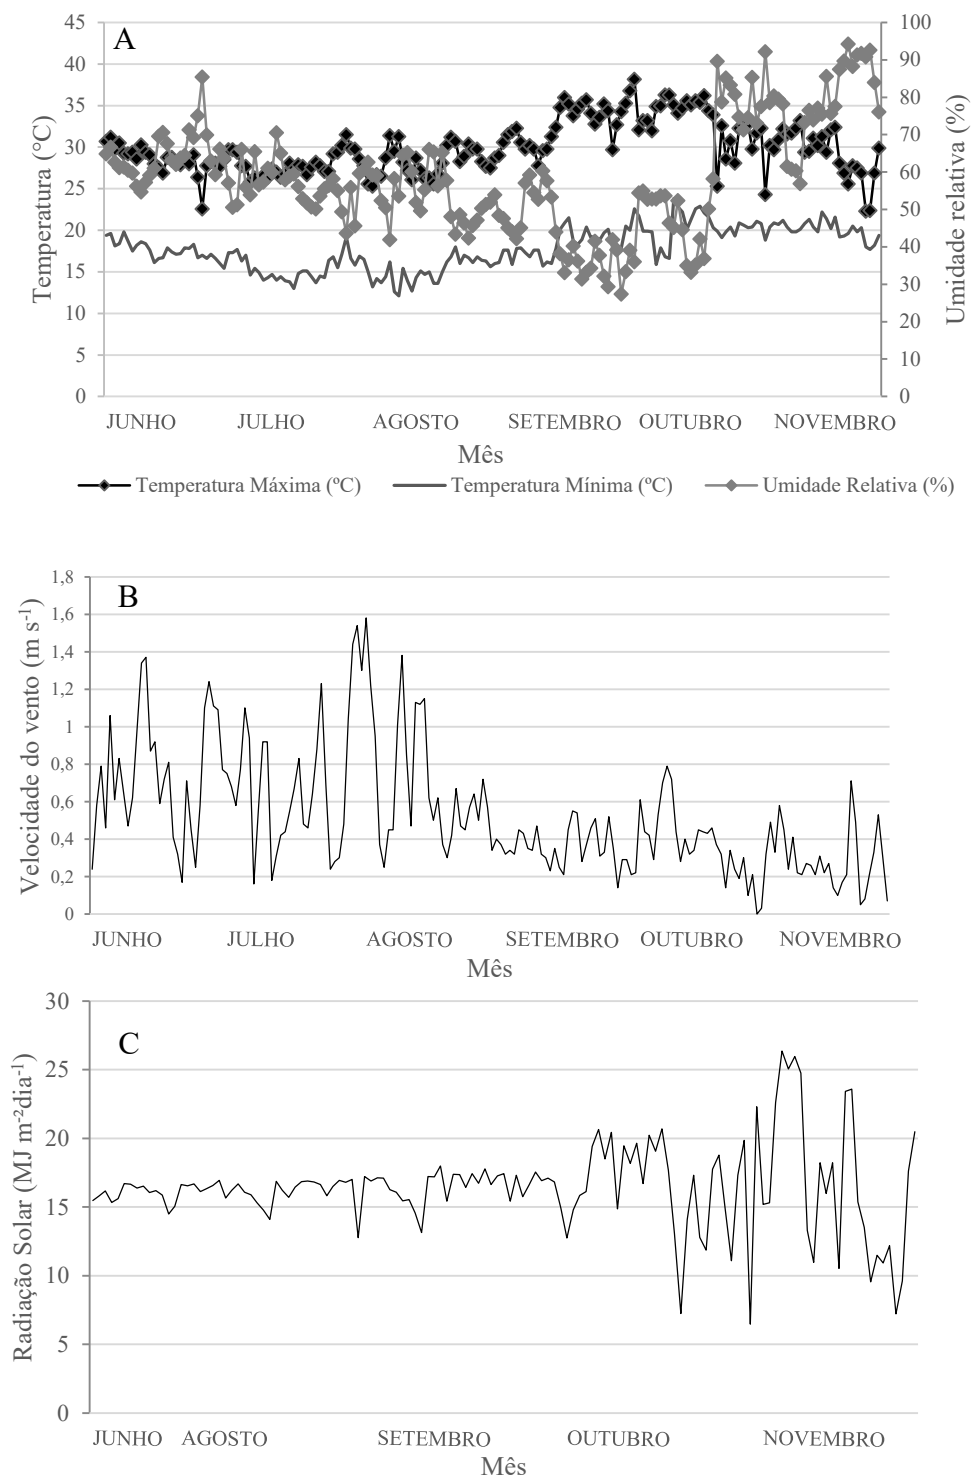 A
Temperatura (°C)
45
40
35
30
25
20
15
10
5
0
100
90
80
70
60
50
40
30
20
10
0
Umidade relativa (%)
JUNHO JULHO AGOSTO SETEMBRO OUTUBRO NOVEMBRO
Mês
Temperatura Máxima (ºC) Temperatura Mínima (ºC) Umidade Relativa (%)
B
Velocidade do vento (m s-1)
1,8
1,6
1,4
1,2
1
0,8
0,6
0,4
0,2
0
JUNHO JULHO AGOSTO SETEMBRO OUTUBRO NOVEMBRO
Mês
C
Radiação Solar (MJ m-2dia-1)
30
25
20
15
10
5
0
JUNHO AGOSTO SETEMBRO OUTUBRO NOVEMBRO
Mês